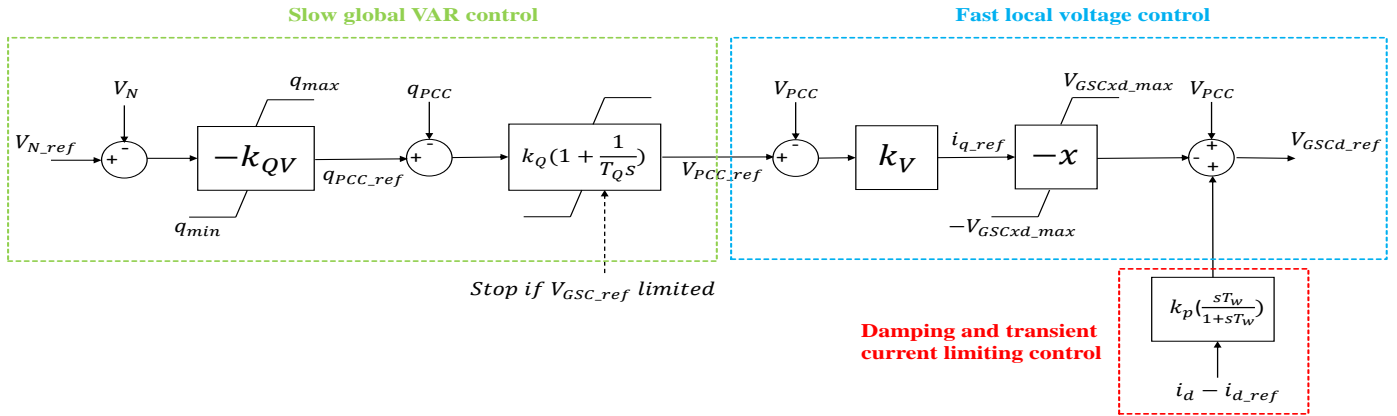 Slow global VAR control
Fast local voltage control
V_N
q_max
q_PCC
V_PCC
V_GSCxd_max
V_PCC
V_N_ref
+ -
−k_QV
q_PCC_ref
+ -
k_Q(1 + 1/(T_Q s))
V_PCC_ref
+ -
k_V
i_q_ref
−x
- + +
V_GSCd_ref
q_min
−V_GSCxd_max
Stop if V_GSC_ref limited
Damping and transient
current limiting control
k_p(sT_w/(1+sT_w))
i_d − i_d_ref